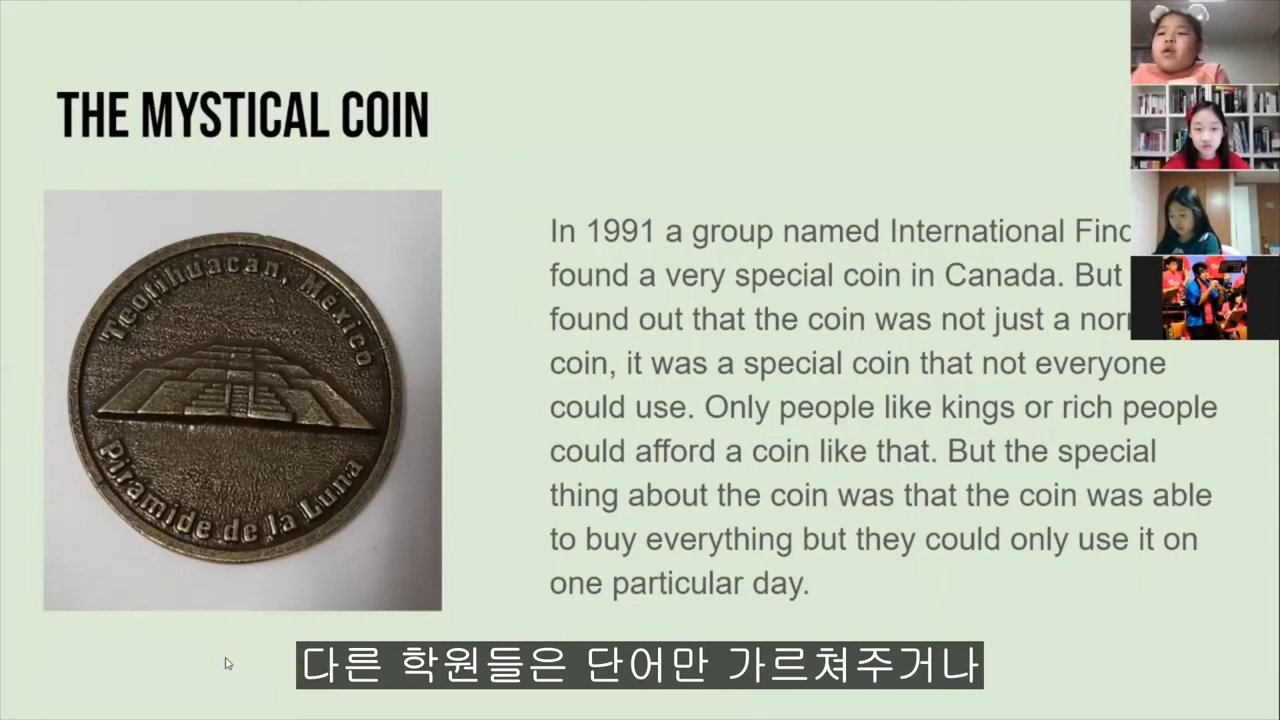 THE MYSTICAL COIN
Teotihuacán, México
Piramide de la Luna
In 1991 a group named International
found a very special coin in Canada. But
found out that the coin was not just a
coin, it was a special coin that not everyone
could use. Only people like kings or rich people
could afford a coin like that. But the special
thing about the coin was that the coin was able
to buy everything but they could only use it on
one particular day.
다른 학원들은 단어만 가르쳐주거나